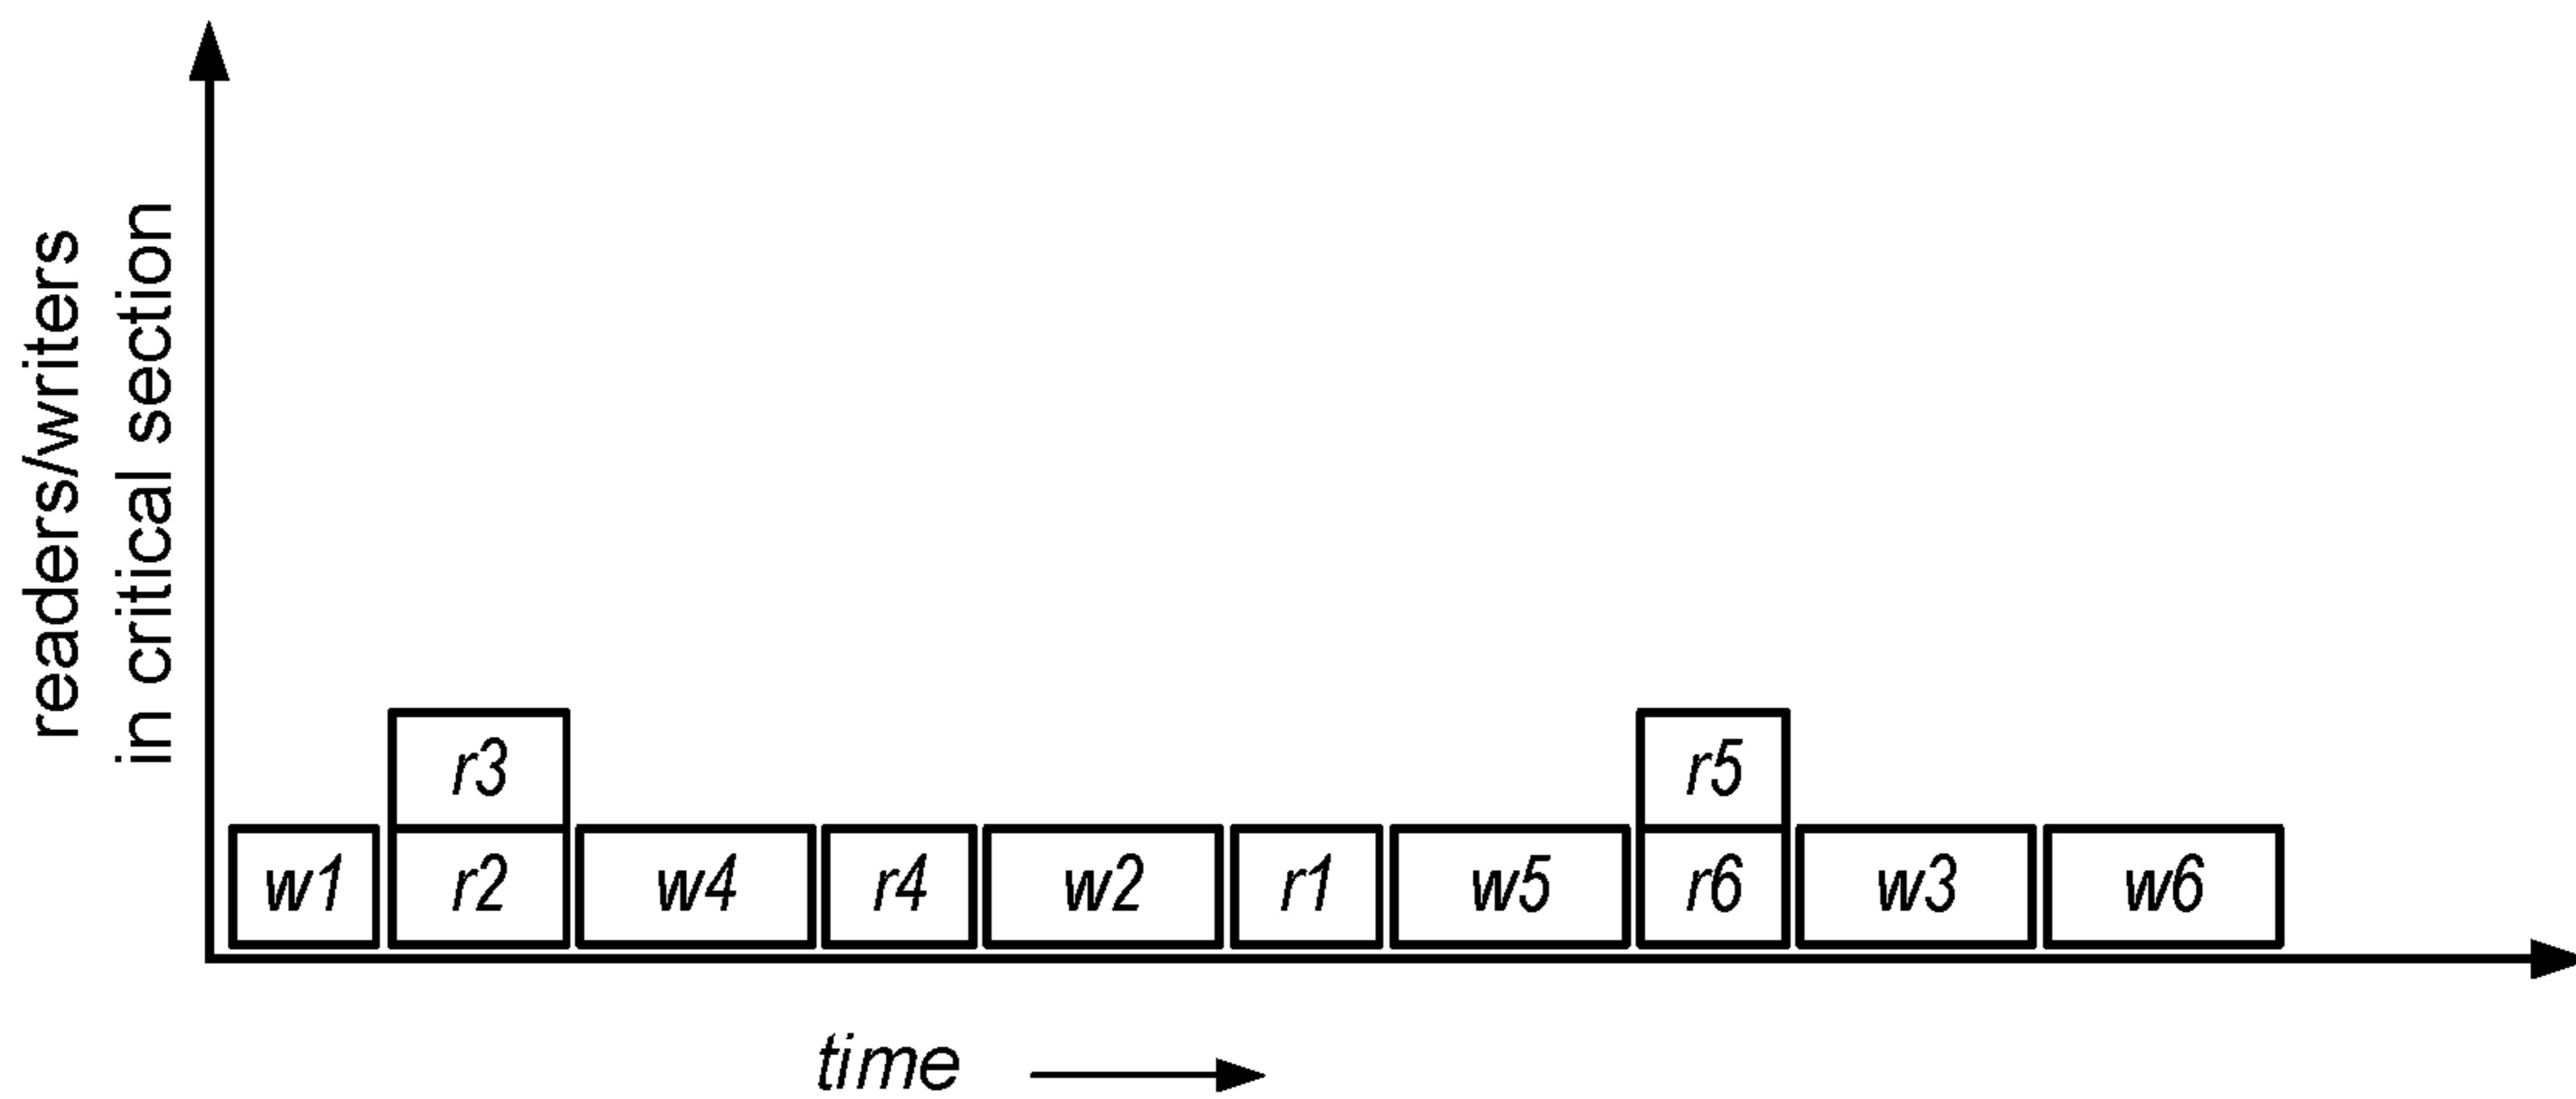 readers/writers
in critical section
r3 r5
w1 r2 w4 r4 w2 r1 w5 r6 w3 w6
time